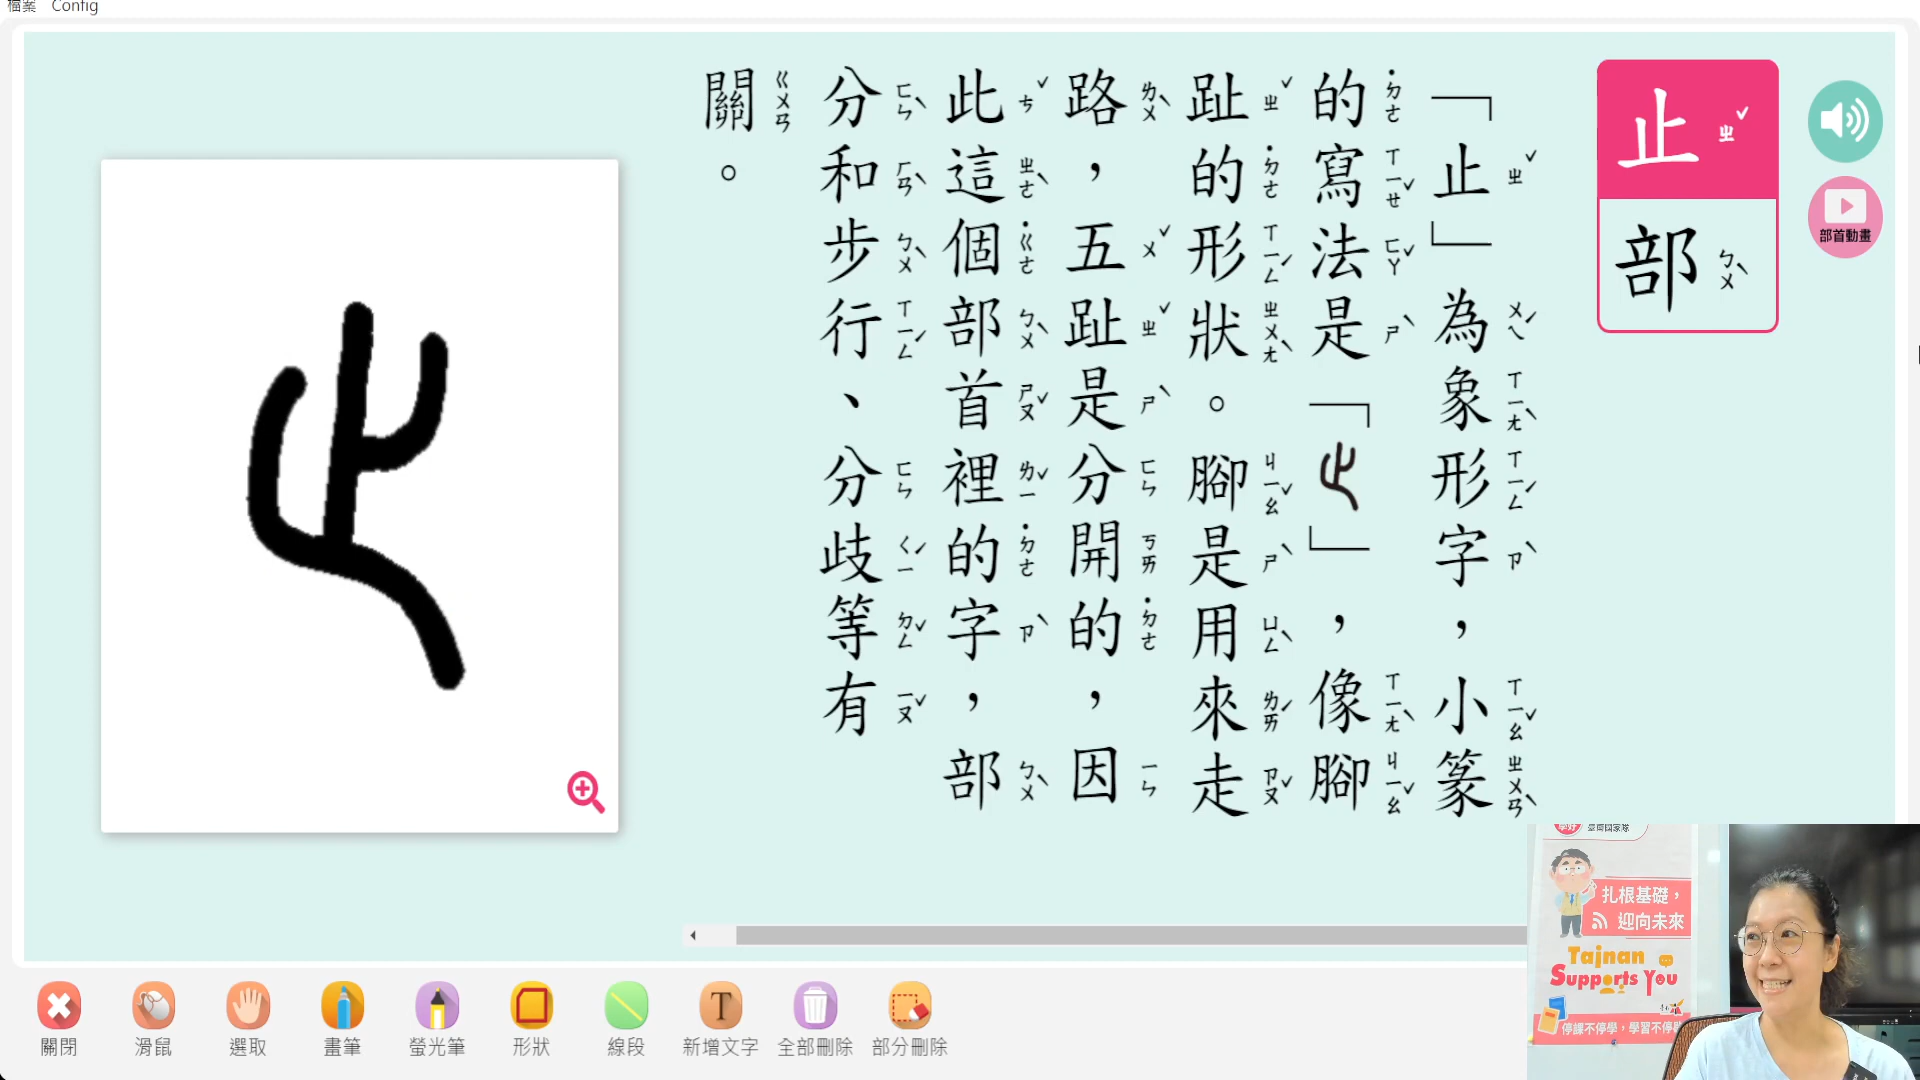 檔案 Config
止 ㄓˇ
部 ㄅㄨˋ
部首動畫
「止」為象形字,小篆
的寫法是「」,像腳
趾的形狀。腳是用來走
路,五趾是分開的,因
此這個部首裡的字,部
分和步行、分歧等有
關。
扎根基礎,
迎向未來
Tajnan
Supports You
停課不停學,學習不停
關閉 滑鼠 選取 畫筆 螢光筆 形狀 線段 新增文字 全部刪除 部分刪除